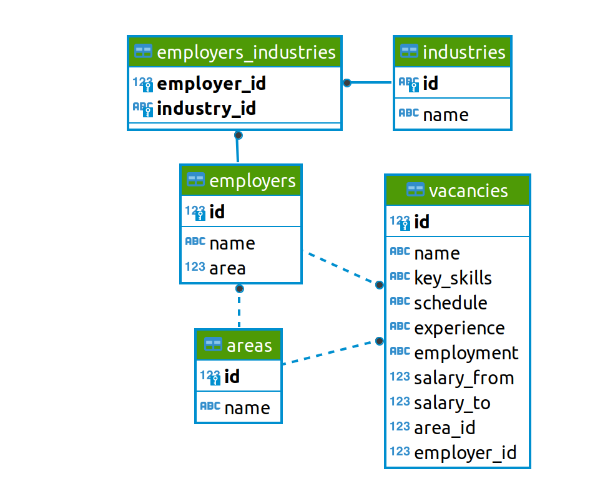 employers_industries
123 employer_id
ABC industry_id
industries
ABC id
ABC name
employers
123 id
ABC name
123 area
vacancies
123 id
ABC name
ABC key_skills
ABC schedule
ABC experience
ABC employment
123 salary_from
123 salary_to
123 area_id
123 employer_id
areas
123 id
ABC name